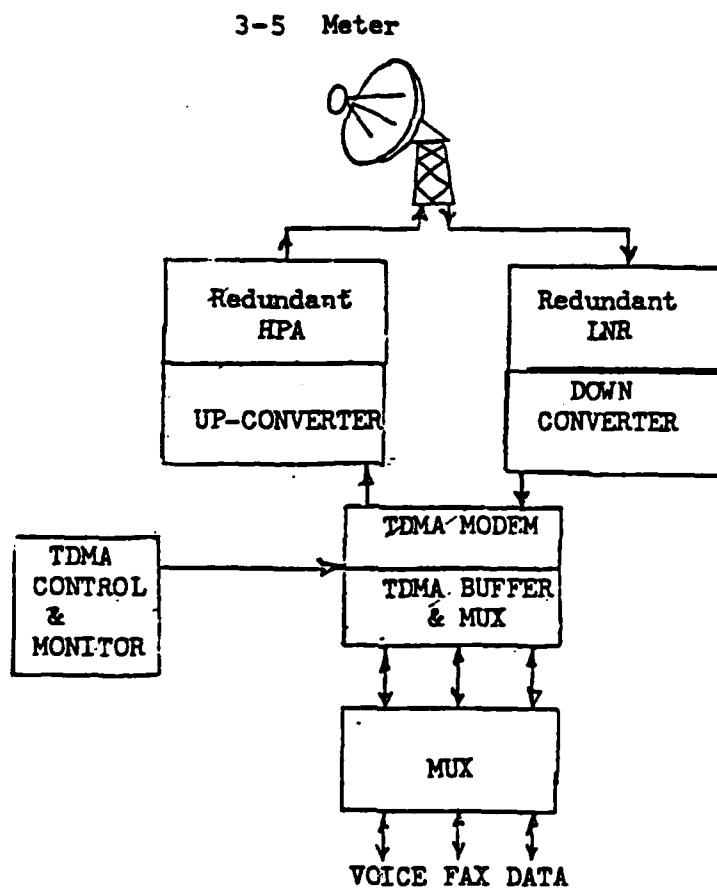 3-5 Meter
Redundant
HPA
UP-CONVERTER
Redundant
LNR
DOWN
CONVERTER
TDMA MODEM
TDMA BUFFER
& MUX
TDMA
CONTROL
&
MONITOR
MUX
VOICE FAX DATA